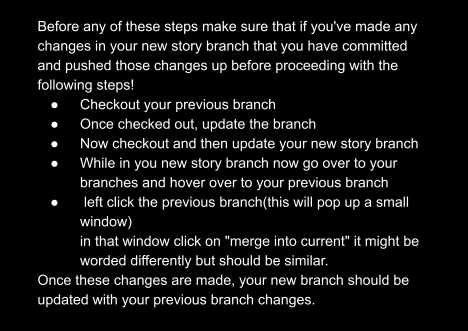 Before any of these steps make sure that if you've made any
changes in your new story branch that you have committed
and pushed those changes up before proceeding with the
following steps!
● Checkout your previous branch
● Once checked out, update the branch
● Now checkout and then update your new story branch
● While in you new story branch now go over to your
branches and hover over to your previous branch
● left click the previous branch(this will pop up a small
window)
in that window click on "merge into current" it might be
worded differently but should be similar.
Once these changes are made, your new branch should be
updated with your previous branch changes.